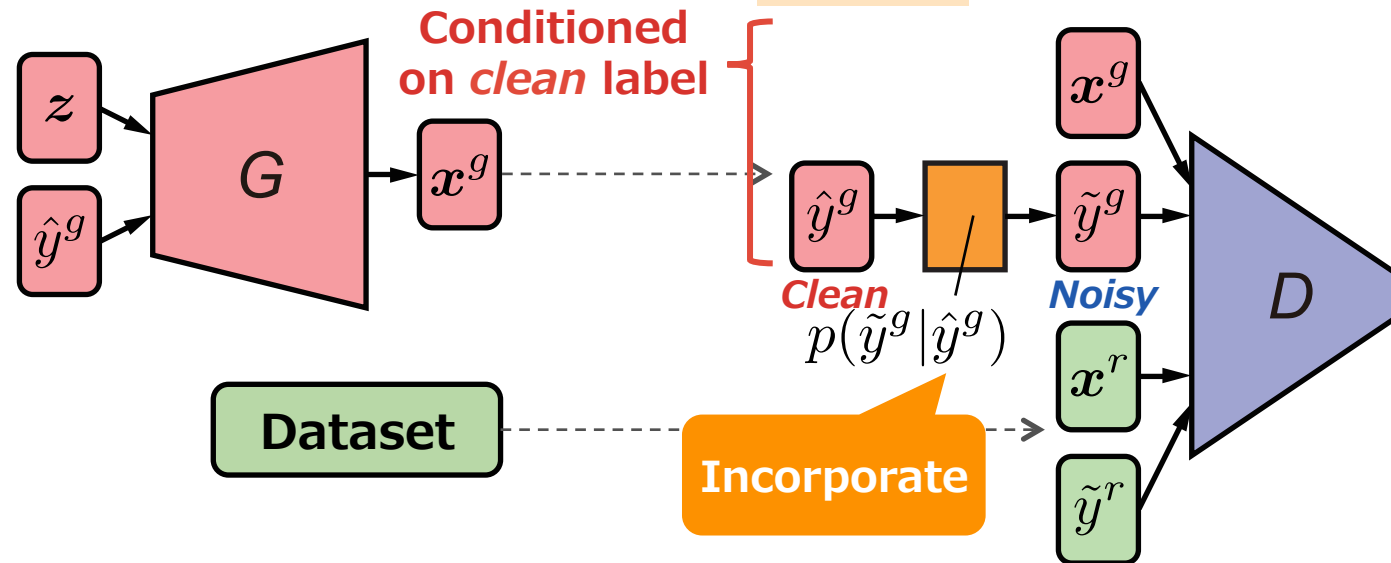 Conditioned
on clean label
z
ŷ^g
G
x^g
x^g
ŷ^g
ỹ^g
Clean
Noisy
p(ỹ^g|ŷ^g)
D
x^r
Dataset
Incorporate
ỹ^r